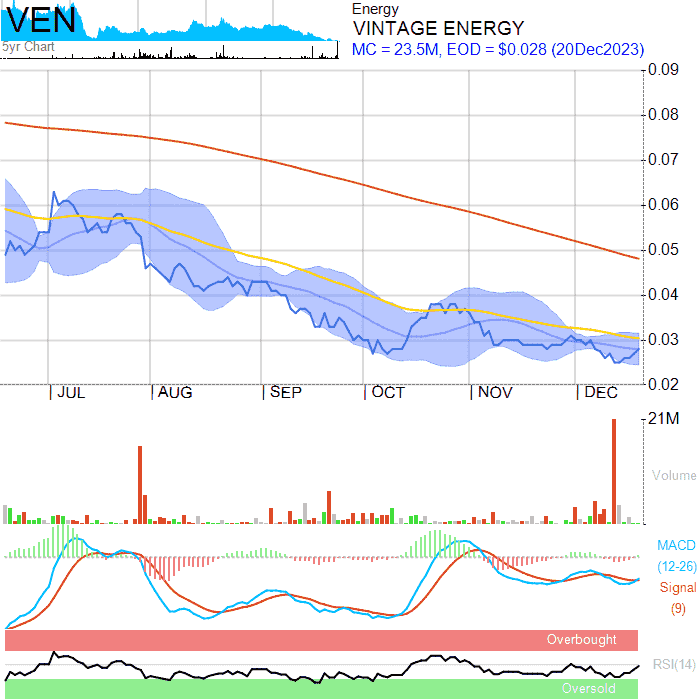 VEN
5yr Chart
Energy
VINTAGE ENERGY
MC = 23.5M, EOD = $0.028 (20Dec2023)
0.09
0.08
0.07
0.06
0.05
0.04
0.03
0.02
JUL AUG SEP OCT NOV DEC
21M
Volume
MACD
(12-26)
Signal
(9)
Overbought
RSI(14)
Oversold